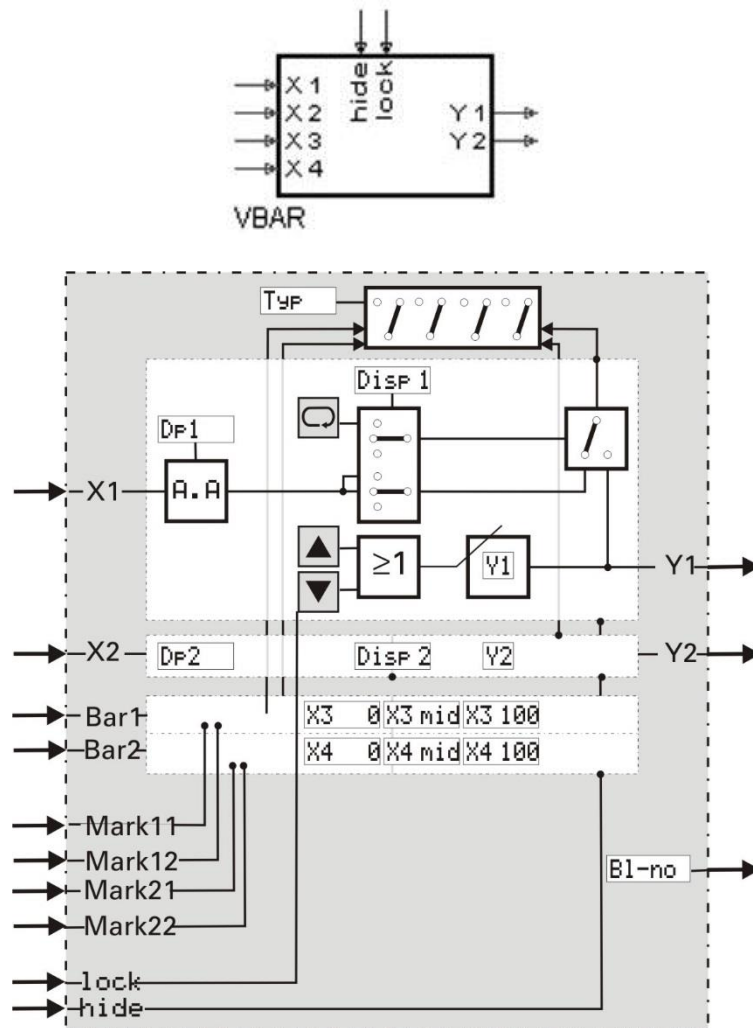 hide lock
X1
X2 Y1
X3 Y2
X4
VBAR
Typ
Disp 1
Dp1
A.A
X1
≥1 Y1 Y1
X2 Dp2 Disp 2 Y2 Y2
Bar1 X3 0 X3 mid X3 100
Bar2 X4 0 X4 mid X4 100
Mark11
Mark12
Mark21 Bl-no
Mark22
lock
hide